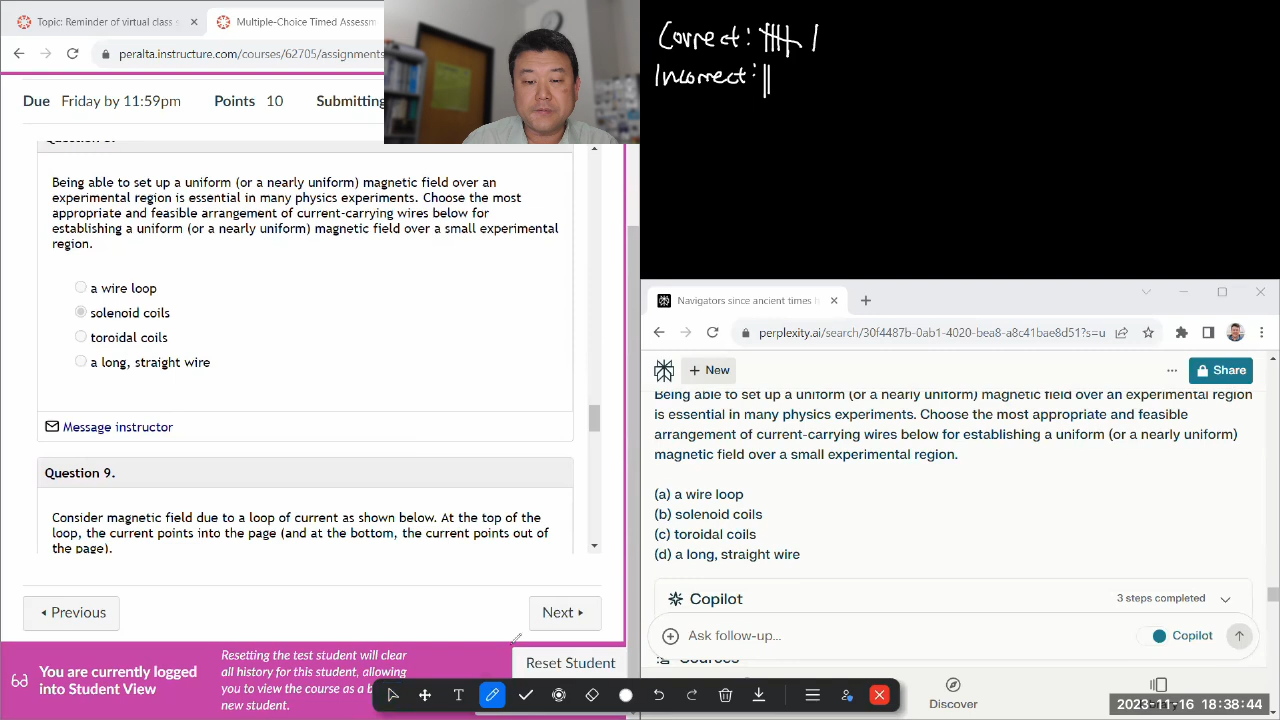 Topic: Reminder of virtual class s
Multiple-Choice Timed Assessm
peralta.instructure.com/courses/62705/assignments
Due Friday by 11:59pm Points 10 Submitting
Being able to set up a uniform (or a nearly uniform) magnetic field over an
experimental region is essential in many physics experiments. Choose the most
appropriate and feasible arrangement of current-carrying wires below for
establishing a uniform (or a nearly uniform) magnetic field over a small experimental
region.
a wire loop
solenoid coils
toroidal coils
a long, straight wire
Message instructor
Question 9.
Consider magnetic field due to a loop of current as shown below. At the top of the
loop, the current points into the page (and at the bottom, the current points out of
the page).
Previous
Next
You are currently logged
into Student View
Resetting the test student will clear
all history for this student, allowing
you to view the course as a b
new student.
Reset Student
Correct:
Incorrect:
Navigators since ancient times
perplexity.ai/search/30f4487b-0ab1-4020-bea8-a8c41bae8d51?s=u
New
Share
Being able to set up a uniform (or a nearly uniform) magnetic field over an experimental region
is essential in many physics experiments. Choose the most appropriate and feasible
arrangement of current-carrying wires below for establishing a uniform (or a nearly uniform)
magnetic field over a small experimental region.
(a) a wire loop
(b) solenoid coils
(c) toroidal coils
(d) a long, straight wire
Copilot
3 steps completed
Ask follow-up...
Copilot
Sources
Discover
2023-11-16 18:38:44